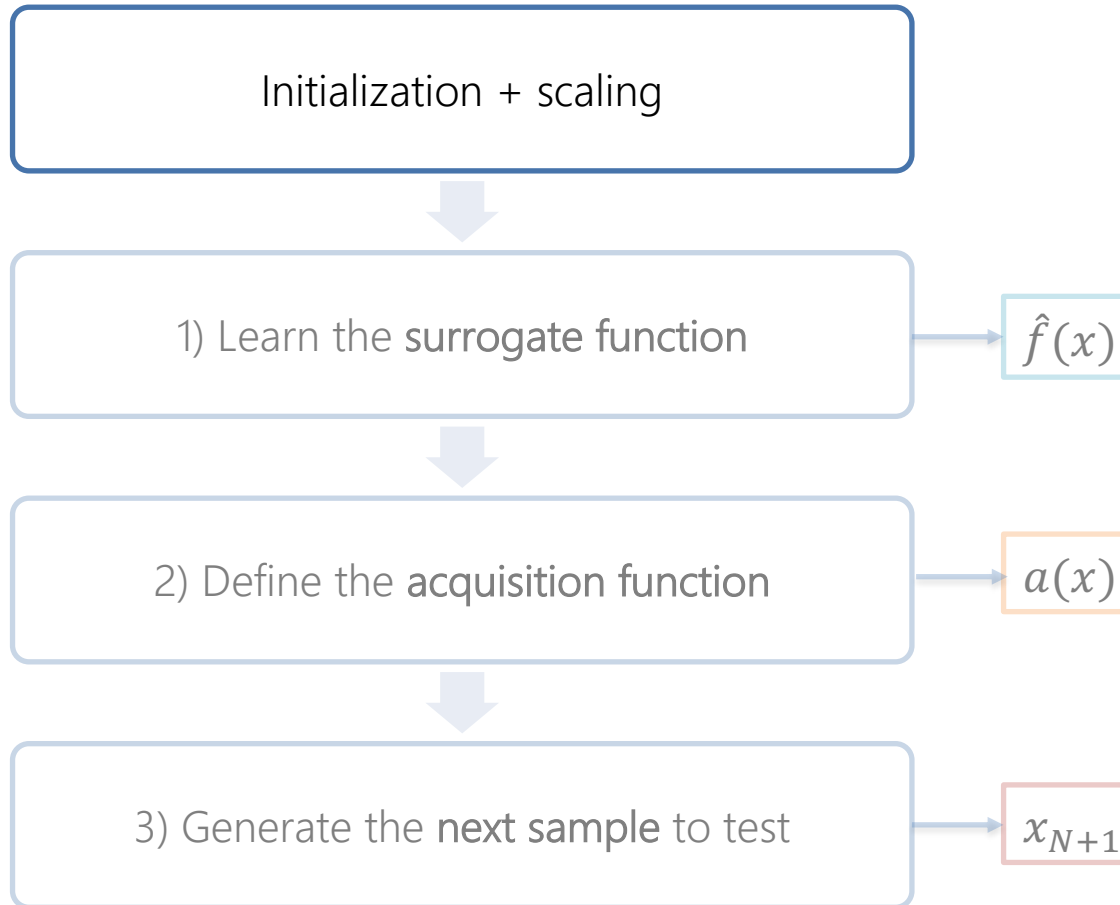 Initialization + scaling
1) Learn the surrogate function
f̂(x)
2) Define the acquisition function
a(x)
3) Generate the next sample to test
x_{N+1}